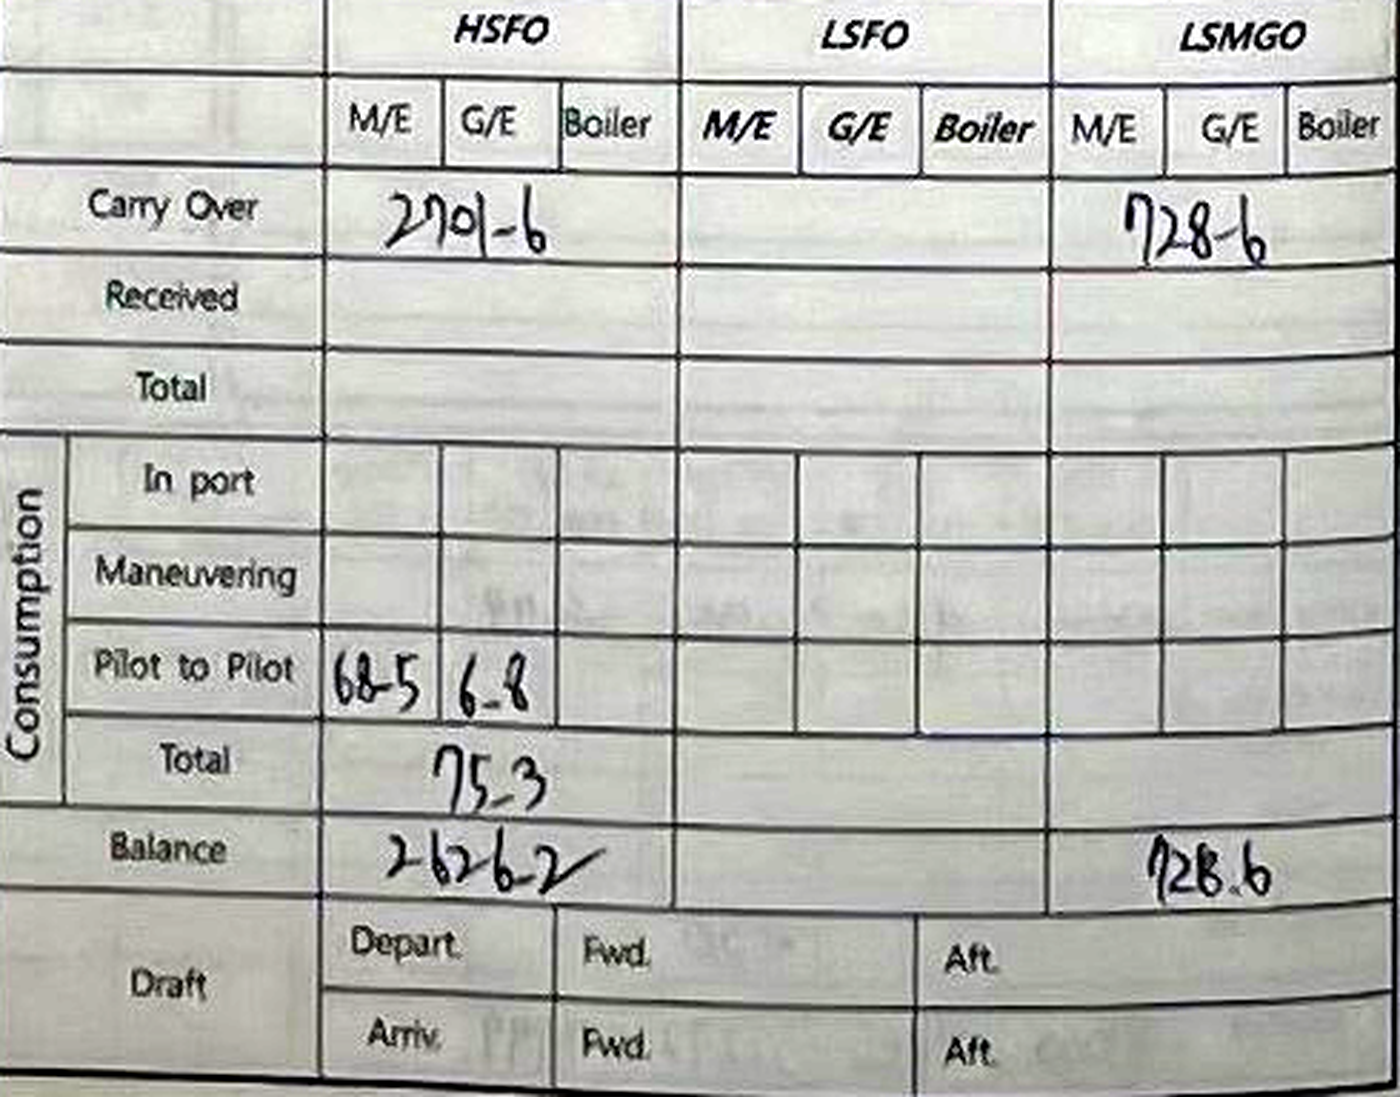 HSFO LSFO LSMGO
M/E G/E Boiler M/E G/E Boiler M/E G/E Boiler
Carry Over 2701-6 728-6
Received
Total
Consumption
In port
Maneuvering
Pilot to Pilot 68-5 6-8
Total 75-3
Balance 2626-2 728.6
Draft
Depart. Fwd. Aft.
Arriv. Fwd. Aft.